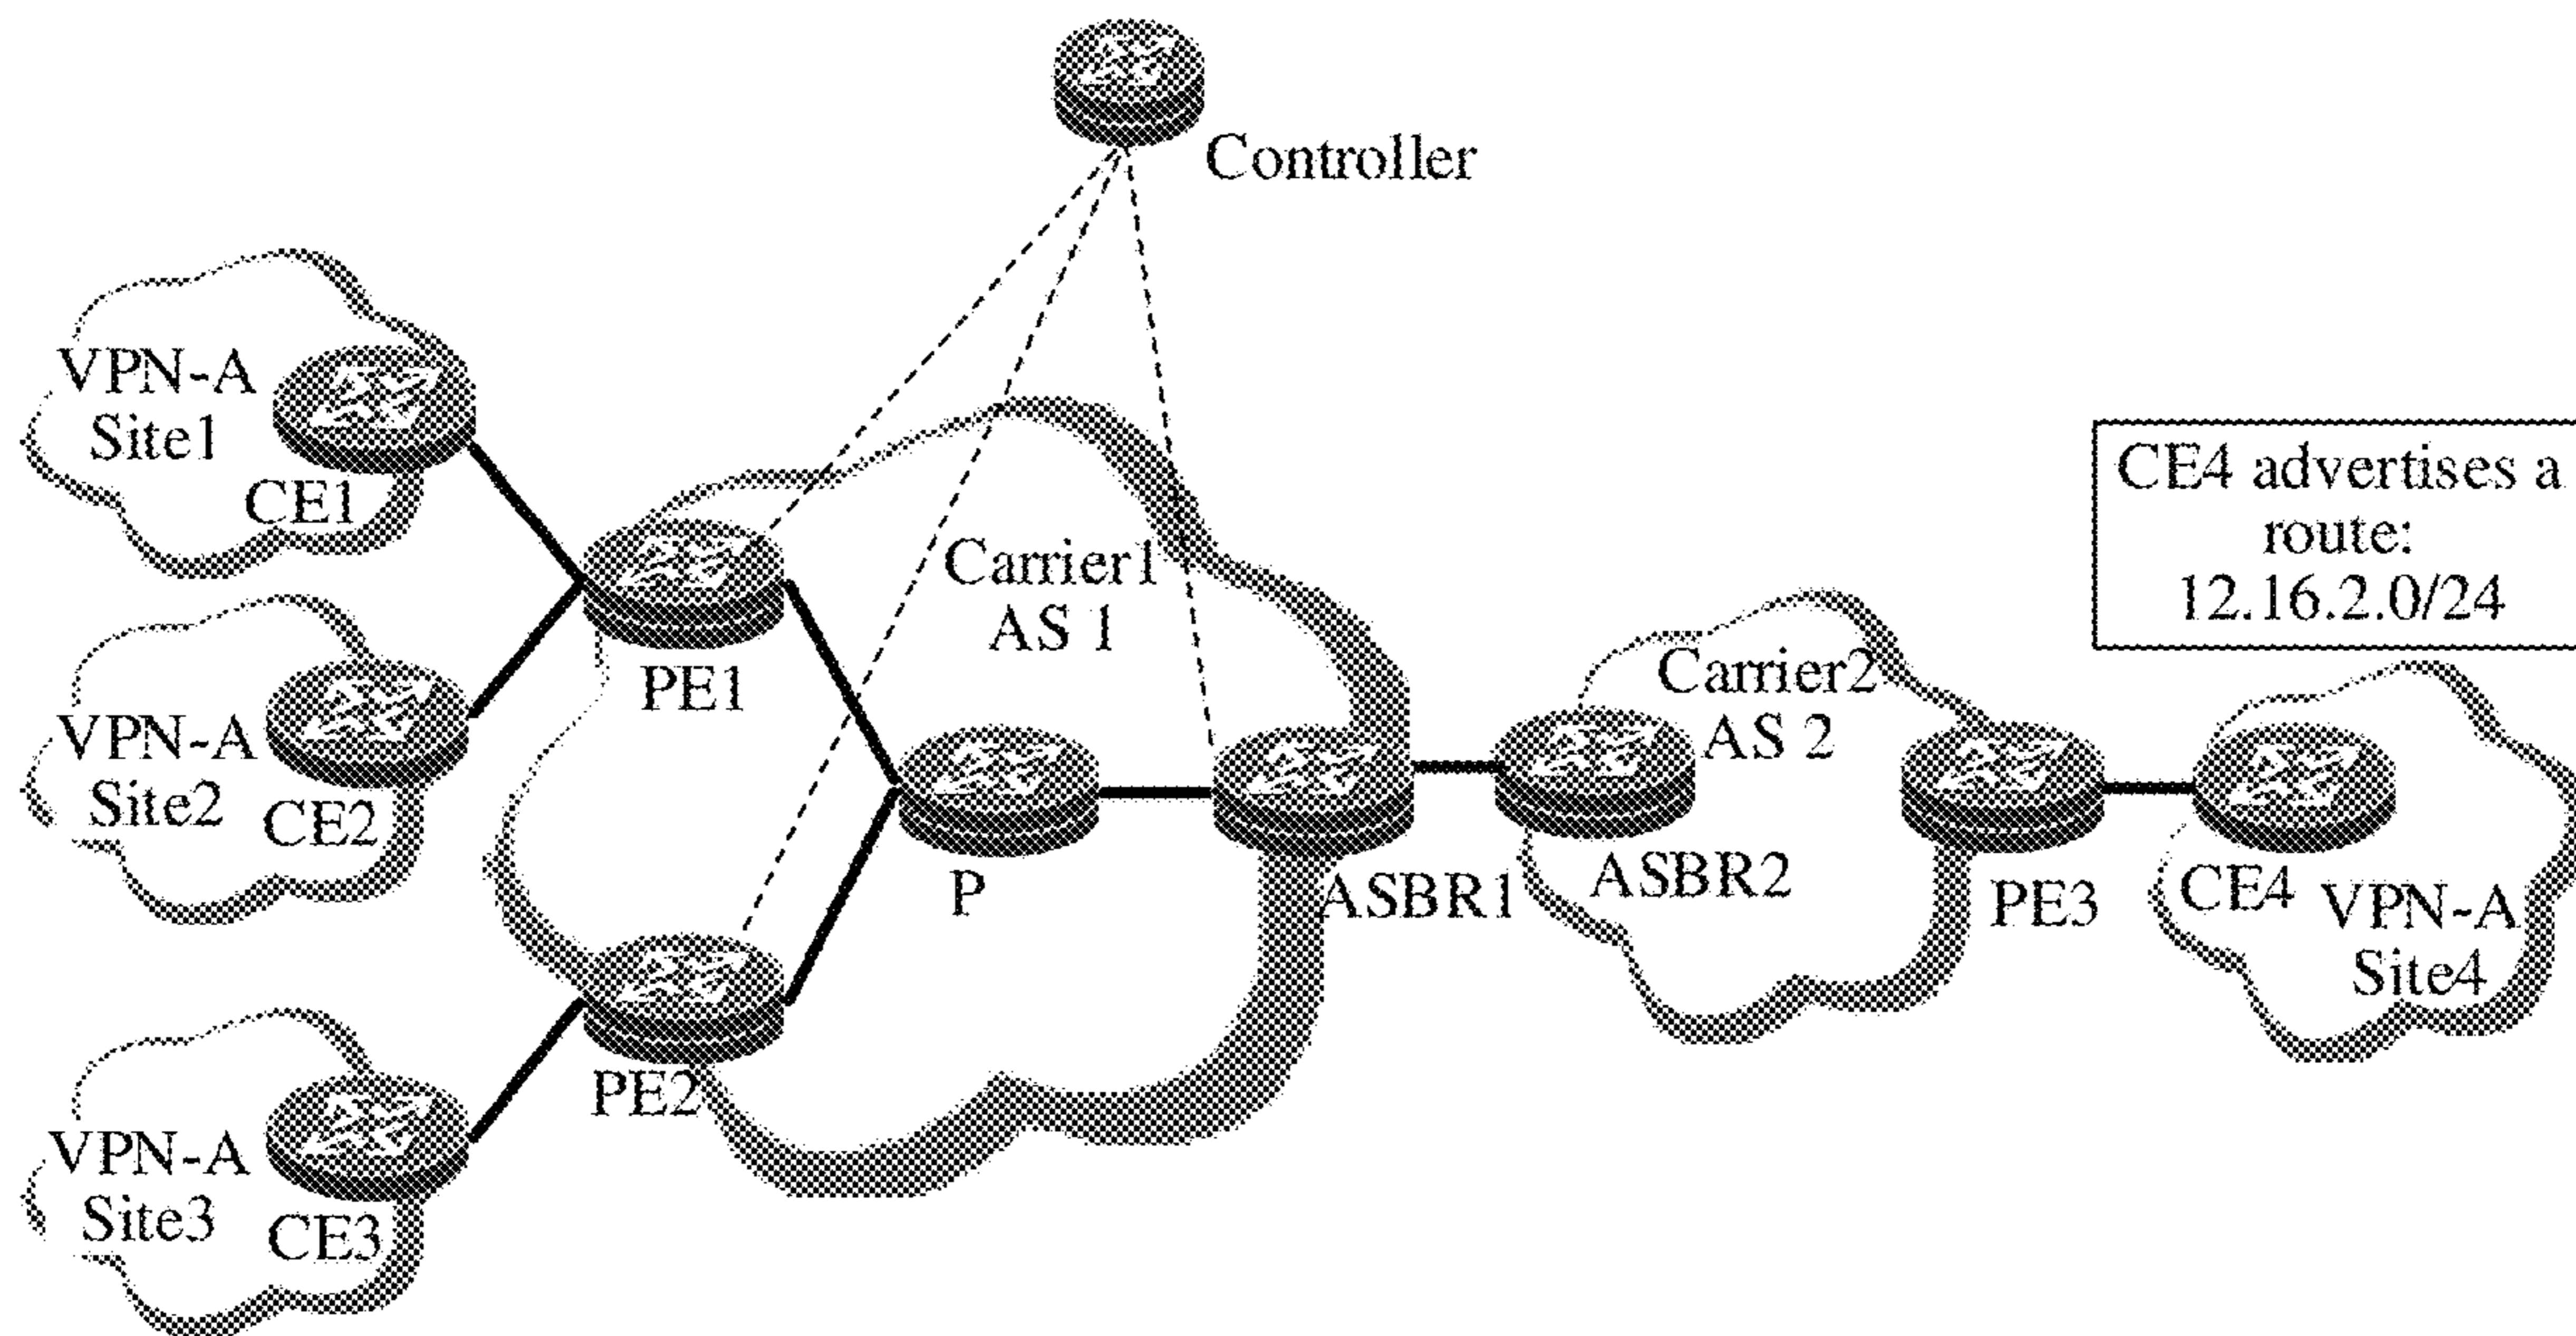 Controller
VPN-A
Site1
CE1
CE4 advertises a
route:
12.16.2.0/24
Carrier1
AS 1
PE1
Carrier2
AS 2
VPN-A
Site2
CE2
P
ASBR1
ASBR2
PE3
CE4
VPN-A
Site4
PE2
VPN-A
Site3
CE3